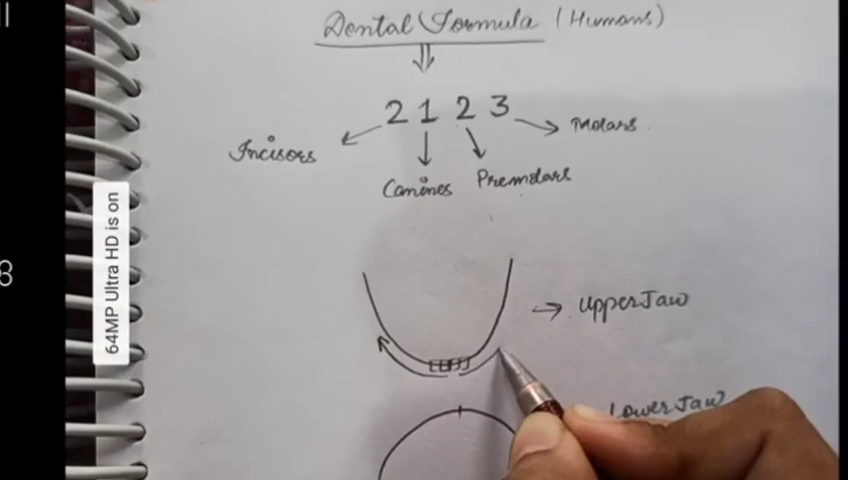 Dental Formula (Humans)
2 1 2 3
Incisors
Canines
Premolars
Molars
Upper Jaw
Lower Jaw
64MP Ultra HD is on